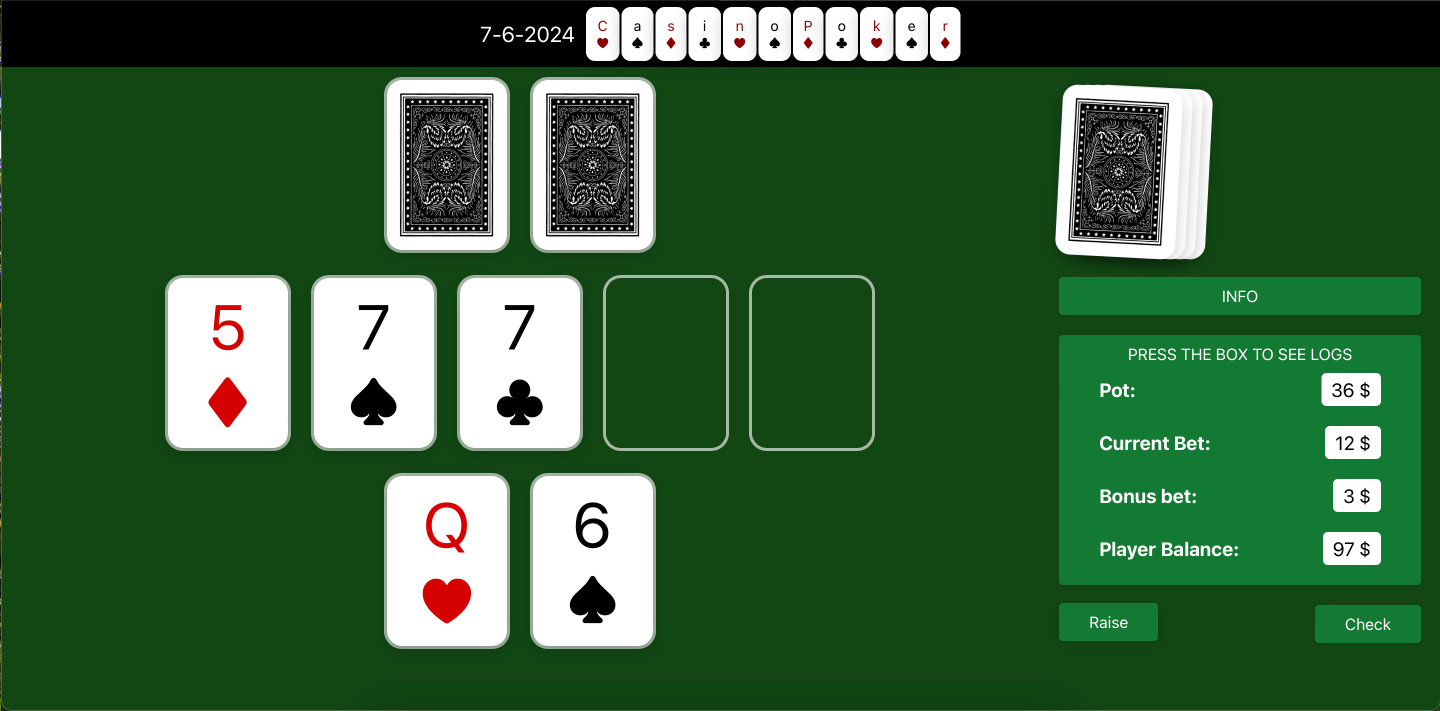 7-6-2024 CasinoPoker
5 7 7
Q 6
INFO
PRESS THE BOX TO SEE LOGS
Pot: 36 $
Current Bet: 12 $
Bonus bet: 3 $
Player Balance: 97 $
Raise Check